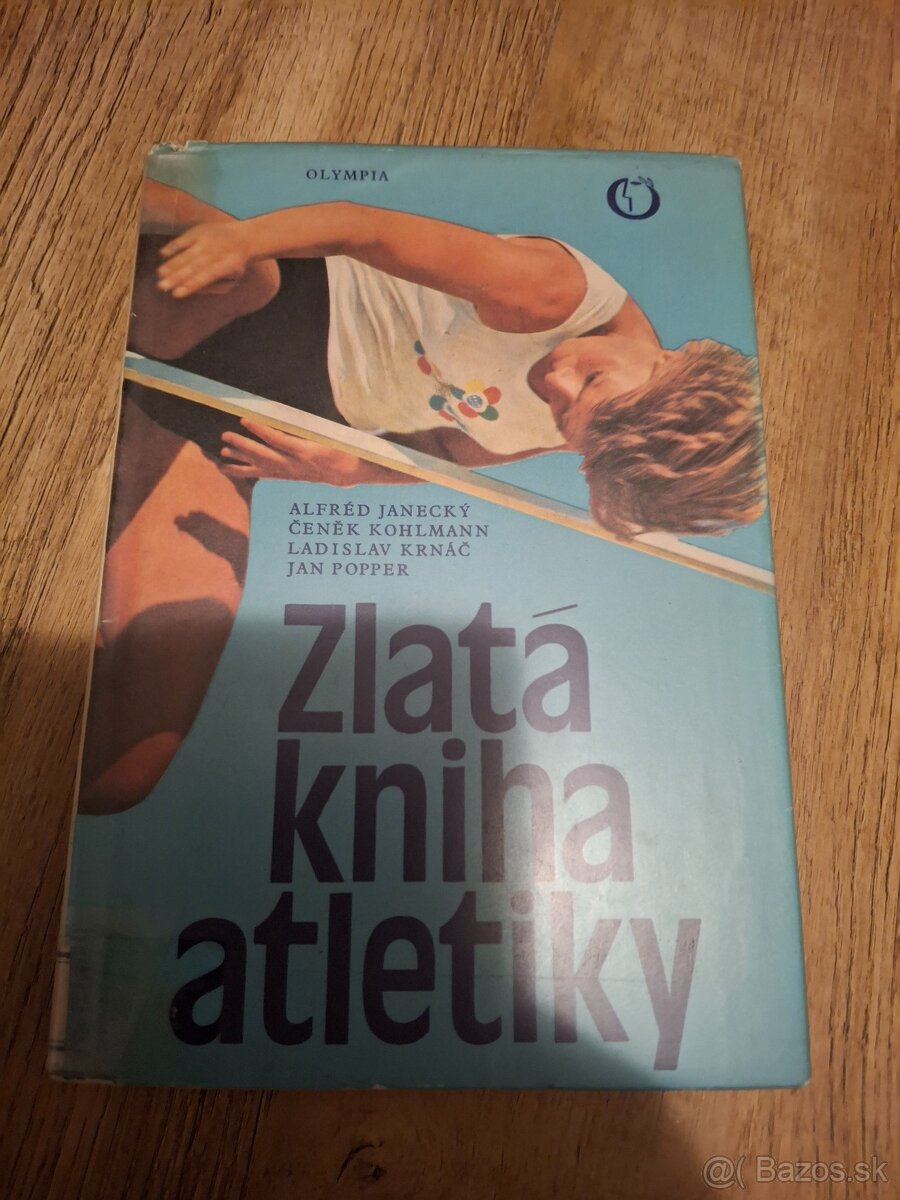 OLYMPIA
ALFRÉD JANECKÝ
ČENĚK KOHLMANN
LADISLAV KRNÁČ
JAN POPPER
Zlatá
kniha
atletiky
@( Bazos.sk